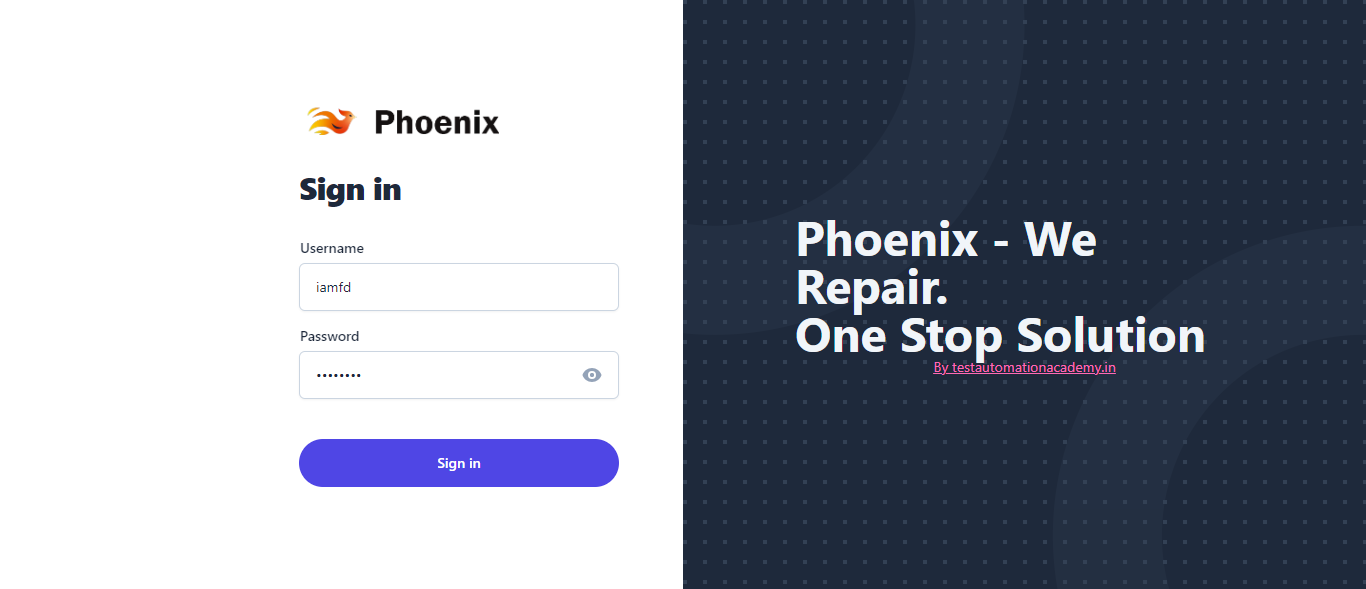 Phoenix
Sign in
Username
iamfd
Password
••••••••
Sign in
Phoenix - We
Repair.
One Stop Solution
By testautomationacademy.in